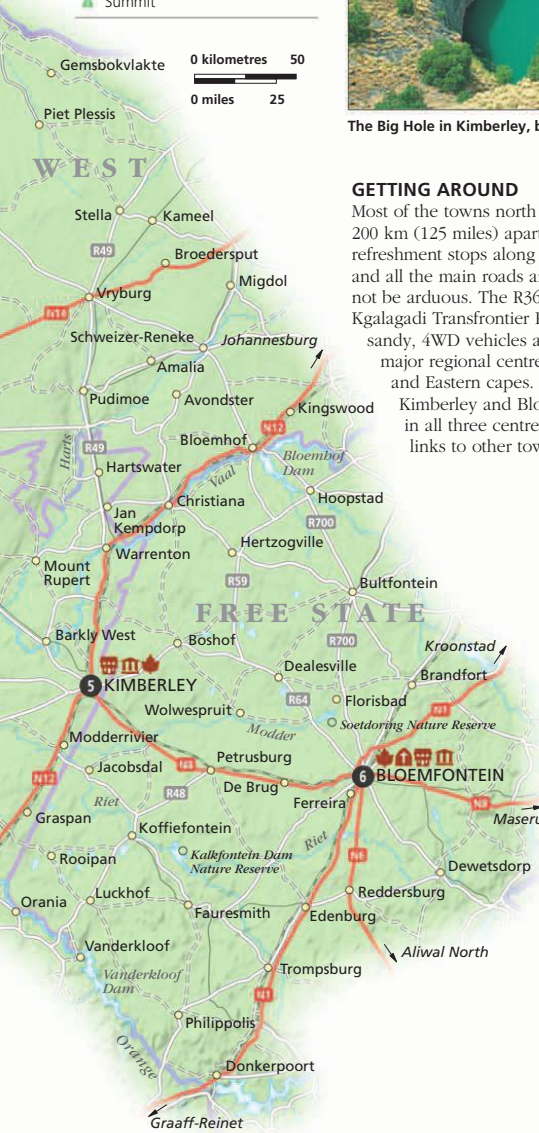 Summit
0 kilometres 50
0 miles 25
The Big Hole in Kimberley, b
GETTING AROUND
Most of the towns north
200 km (125 miles) apart
refreshment stops along
and all the main roads a
not be arduous. The R36
Kgalagadi Transfrontier
sandy, 4WD vehicles a
major regional centre
and Eastern capes.
Kimberley and Blo
in all three centre
links to other tow
Gemsbokvlakte
Piet Plessis
WEST
Stella
Kameel
R49
Broedersput
Migdol
Vryburg
N14
Schweizer-Reneke
Johannesburg
Amalia
Pudimoe
Avondster
Kingswood
N12
Bloemhof
Harts
R49
Vaal
Bloemhof
Dam
Hartswater
Christiana
Hoopstad
Jan
Kempdorp
R700
Warrenton
Hertzogville
Mount
Rupert
R59
Bultfontein
FREE STATE
Barkly West
Boshof
R700
Kroonstad
Dealesville
Brandfort
5 KIMBERLEY
R64
Florisbad
N1
Wolwespruit
Soetdoring Nature Reserve
Modder
Modderrivier
N8
Petrusburg
6 BLOEMFONTEIN
N12
Jacobsdal
De Brug
Ferreira
N8
Maseru
Riet
R48
Graspan
Koffiefontein
Riet
N6
Rooipan
Kalkfontein Dam
Nature Reserve
Dewetsdorp
Luckhof
Reddersburg
Orania
Fauresmith
Edenburg
Vanderkloof
Aliwal North
Vanderkloof
Dam
Trompsburg
N1
Philippolis
Orange
Donkerpoort
Graaff-Reinet